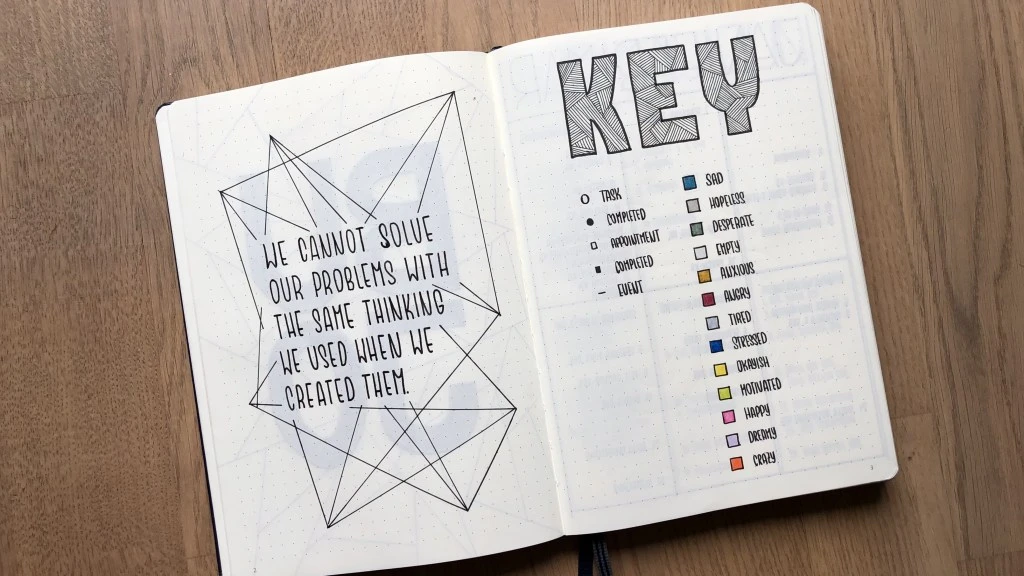 WE CANNOT SOLVE
OUR PROBLEMS WITH
THE SAME THINKING
WE USED WHEN WE
CREATED THEM.
KEY
TASK
COMPLETED
APPOINTMENT
COMPLETED
EVENT
SAD
HOPELESS
DESPERATE
EMPTY
ANXIOUS
ANGRY
TIRED
STRESSED
OKAYISH
MOTIVATED
HAPPY
DREAMY
CRAZY